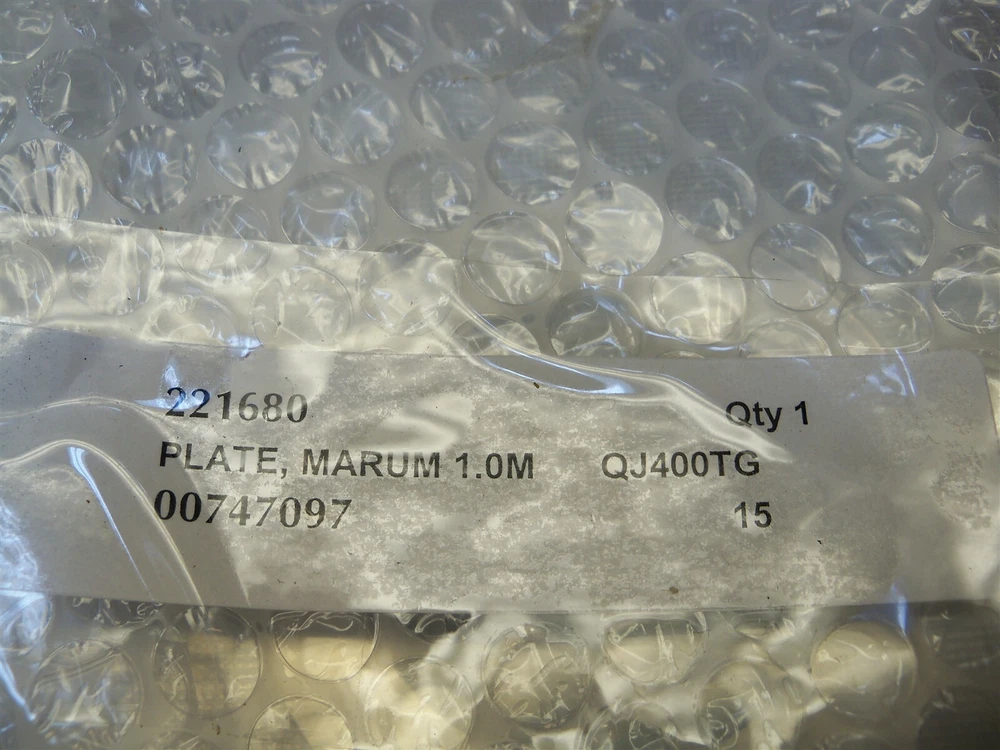 221680 Qty 1
PLATE, MARUM 1.0M QJ400TG
00747097 15